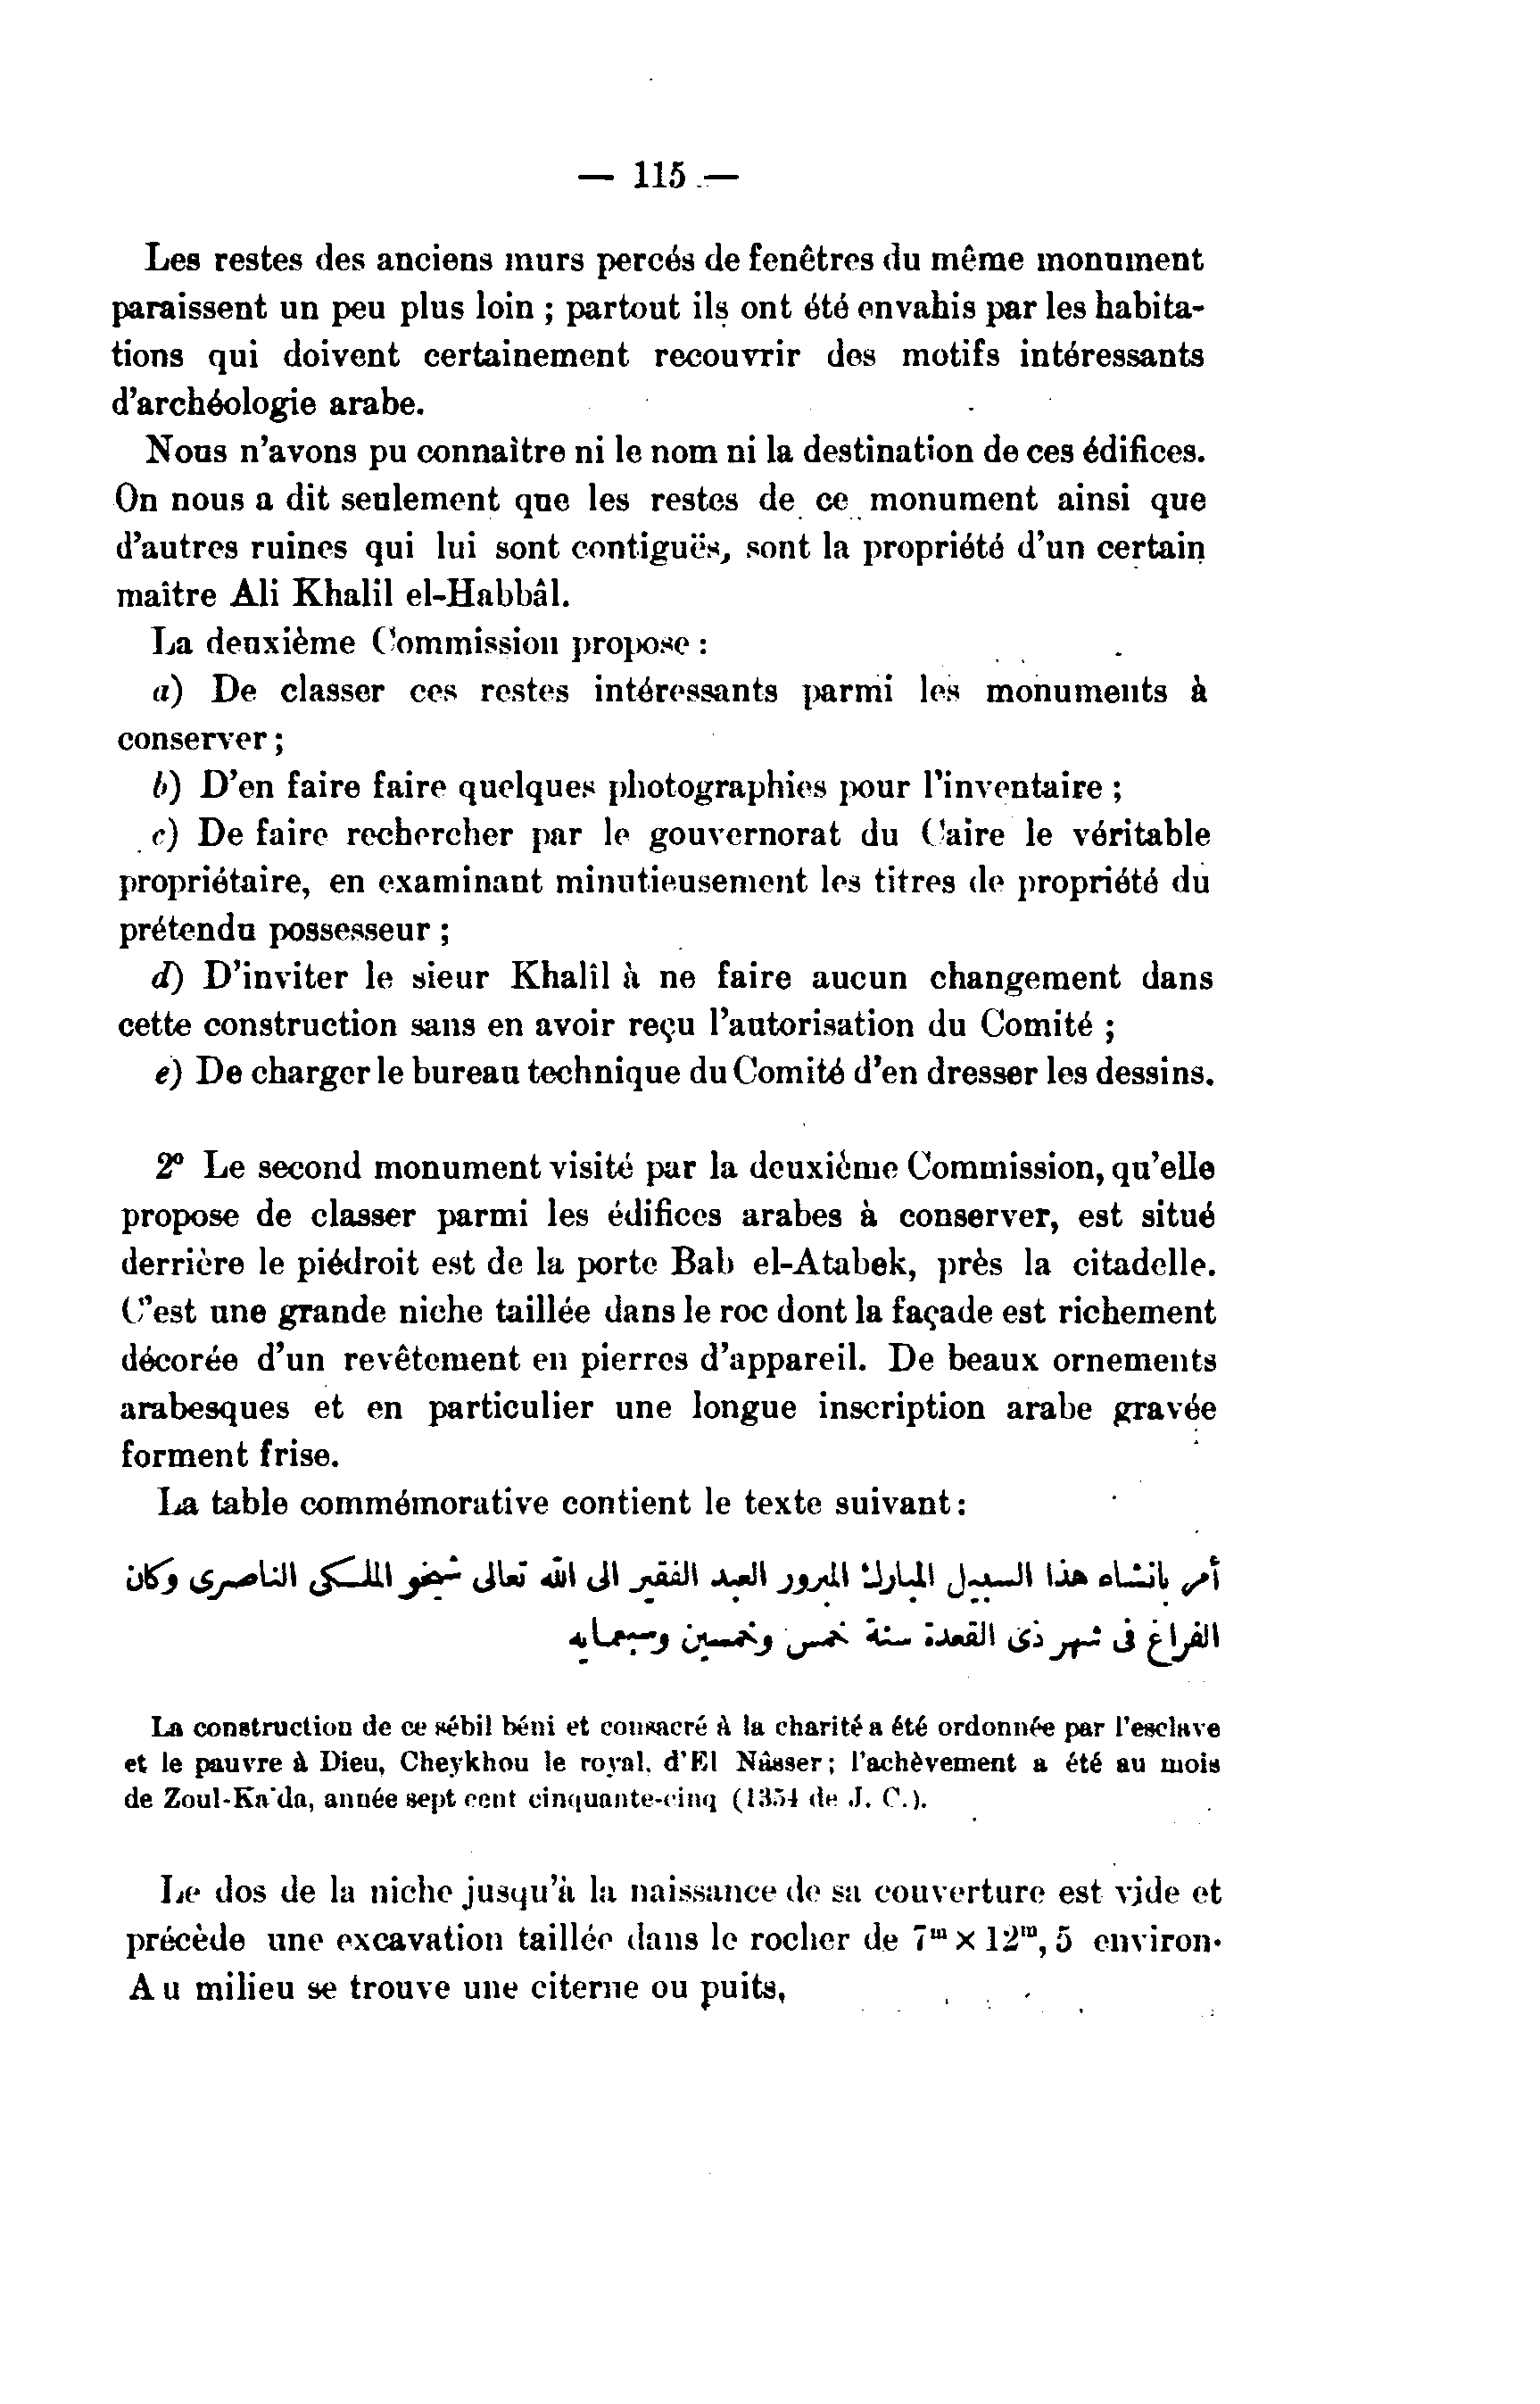 — 115 —
Les restes des anciens murs percés de fenêtres du même monument
paraissent un peu plus loin ; partout ils ont été envahis par les habita-
tions qui doivent certainement recouvrir des motifs intéressants
d'archéologie arabe.
Nous n'avons pu connaître ni le nom ni la destination de ces édifices.
On nous a dit seulement que les restes de ce monument ainsi que
d'autres ruines qui lui sont contiguës, sont la propriété d'un certain
maître Ali Khalil el-Habbâl.
La deuxième Commission propose :
a) De classer ces restes intéressants parmi les monuments à
conserver ;
b) D'en faire faire quelques photographies pour l'inventaire ;
c) De faire rechercher par le gouvernorat du Caire le véritable
propriétaire, en examinant minutieusement les titres de propriété du
prétendu possesseur ;
d) D'inviter le sieur Khalîl à ne faire aucun changement dans
cette construction sans en avoir reçu l'autorisation du Comité ;
e) De charger le bureau technique du Comité d'en dresser les dessins.
2° Le second monument visité par la deuxième Commission, qu'elle
propose de classer parmi les édifices arabes à conserver, est situé
derrière le piédroit est de la porte Bab el-Atabek, près la citadelle.
C'est une grande niche taillée dans le roc dont la façade est richement
décorée d'un revêtement en pierres d'appareil. De beaux ornements
arabesques et en particulier une longue inscription arabe gravée
forment frise.
La table commémorative contient le texte suivant :
أمر بانشاء هذا السبيل المبارك المبرور العبد الفقير الى الله تعالى شيخو الملكى الناصرى وكان
الفراغ فى شهر ذى القعدة سنة خمس وخمسين وسبعمايه
La construction de ce sébil béni et consacré à la charité a été ordonnée par l'esclave
et le pauvre à Dieu, Cheykhou le royal, d'El Nâsser ; l'achèvement a été au mois
de Zoul-Ka'da, année sept cent cinquante-cinq (1354 de J. C.).
Le dos de la niche jusqu'à la naissance de sa couverture est vide et
précède une excavation taillée dans le rocher de 7ᵐ × 12ᵐ, 5 environ.
Au milieu se trouve une citerne ou puits,